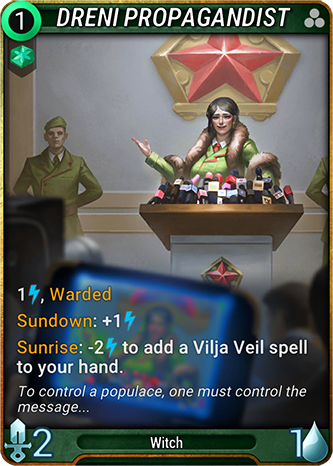 1 DRENI PROPAGANDIST
1, Warded
Sundown: +1
Sunrise: -2 to add a Vilja Veil spell
to your hand.
To control a populace, one must control the
message...
2 Witch 1